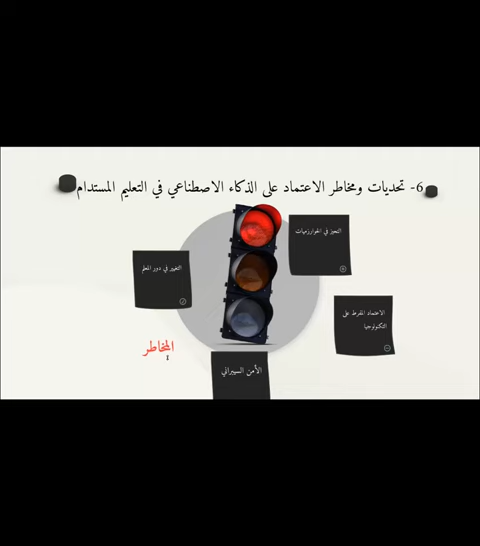 6- تحديات ومخاطر الاعتماد على الذكاء الاصطناعي في التعليم المستدام
التحيز في الخوارزميات
التغيير في دور المعلم
الاعتماد المفرط على
التكنولوجيا
المخاطر
الأمن السيبراني